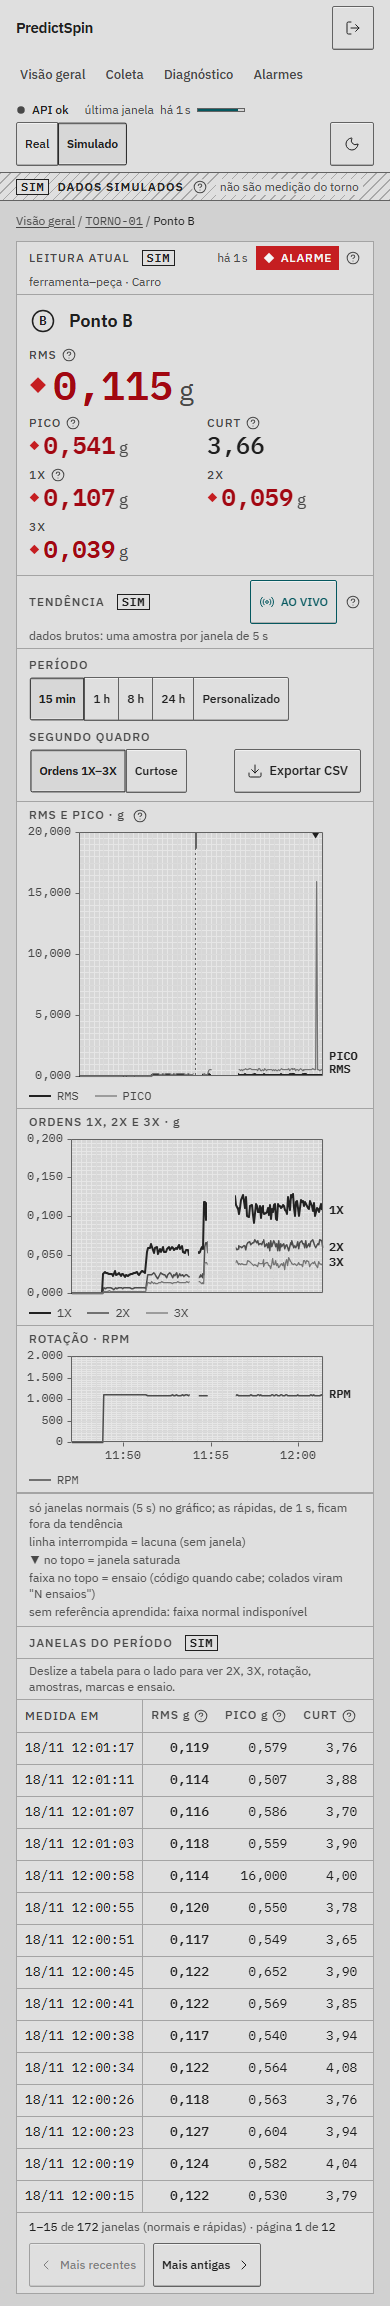 PredictSpin
Visão geral Coleta Diagnóstico Alarmes
API ok última janela há 1 s
Real Simulado
SIM DADOS SIMULADOS ? não são medição do torno
Visão geral / TORNO-01 / Ponto B
LEITURA ATUAL SIM há 1 s ALARME ?
ferramenta–peça · Carro
B Ponto B
RMS ?
0,115 g
PICO ? CURT ?
0,541 g 3,66
1X ? 2X
0,107 g 0,059 g
3X
0,039 g
TENDÊNCIA SIM AO VIVO ?
dados brutos: uma amostra por janela de 5 s
PERÍODO
15 min 1 h 8 h 24 h Personalizado
SEGUNDO QUADRO
Ordens 1X–3X Curtose Exportar CSV
RMS E PICO · g ?
20,000
15,000
10,000
5,000
PICO
RMS
0,000
RMS PICO
ORDENS 1X, 2X E 3X · g
0,200
0,150
0,100
1X
0,050
2X
3X
0,000
1X 2X 3X
ROTAÇÃO · RPM
2.000
1.500
1.000 RPM
500
0
11:50 11:55 12:00
RPM
só janelas normais (5 s) no gráfico; as rápidas, de 1 s, ficam
fora da tendência
linha interrompida = lacuna (sem janela)
▼ no topo = janela saturada
faixa no topo = ensaio (código quando cabe; colados viram
"N ensaios")
sem referência aprendida: faixa normal indisponível
JANELAS DO PERÍODO SIM
Deslize a tabela para o lado para ver 2X, 3X, rotação,
amostras, marcas e ensaio.
MEDIDA EM RMS g ? PICO g ? CURT ?
18/11 12:01:17 0,119 0,579 3,76
18/11 12:01:11 0,114 0,507 3,88
18/11 12:01:07 0,116 0,586 3,70
18/11 12:01:03 0,118 0,559 3,90
18/11 12:00:58 0,114 16,000 4,00
18/11 12:00:55 0,120 0,550 3,78
18/11 12:00:51 0,117 0,549 3,65
18/11 12:00:45 0,122 0,652 3,90
18/11 12:00:41 0,122 0,569 3,85
18/11 12:00:38 0,117 0,540 3,94
18/11 12:00:34 0,122 0,564 4,08
18/11 12:00:26 0,118 0,563 3,76
18/11 12:00:23 0,127 0,604 3,94
18/11 12:00:19 0,124 0,582 4,04
18/11 12:00:15 0,122 0,530 3,79
1–15 de 172 janelas (normais e rápidas) · página 1 de 12
Mais recentes Mais antigas